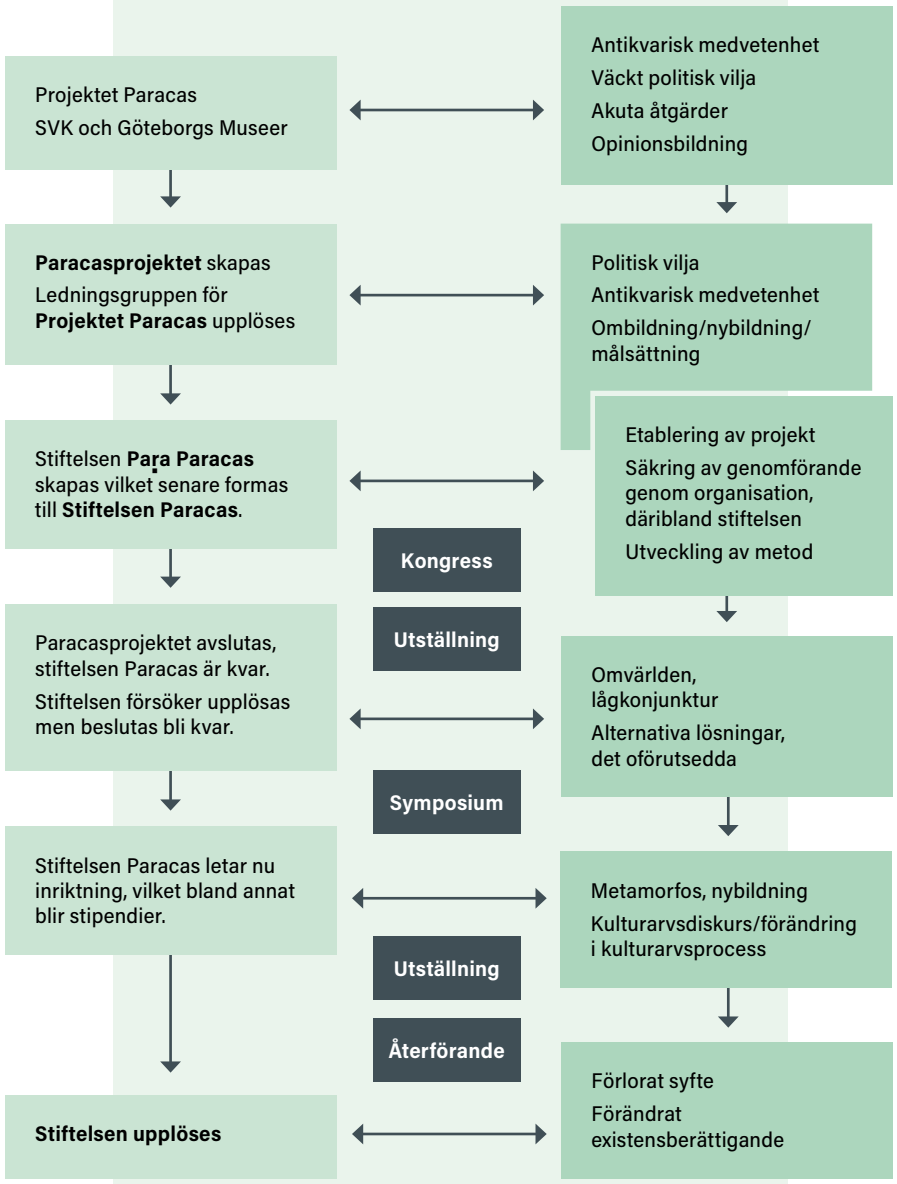 Projektet Paracas
SVK och Göteborgs Museer
Antikvarisk medvetenhet
Väckt politisk vilja
Akuta åtgärder
Opinionsbildning
Paracasprojektet skapas
Ledningsgruppen för
Projektet Paracas upplöses
Politisk vilja
Antikvarisk medvetenhet
Ombildning/nybildning/
målsättning
Stiftelsen Para Paracas
skapas vilket senare formas
till Stiftelsen Paracas.
Etablering av projekt
Säkring av genomförande
genom organisation,
däribland stiftelsen
Utveckling av metod
Kongress
Utställning
Paracasprojektet avslutas,
stiftelsen Paracas är kvar.
Stiftelsen försöker upplösas
men beslutas bli kvar.
Omvärlden,
lågkonjunktur
Alternativa lösningar,
det oförutsedda
Symposium
Stiftelsen Paracas letar nu
inriktning, vilket bland annat
blir stipendier.
Metamorfos, nybildning
Kulturarvsdiskurs/förändring
i kulturarvsprocess
Utställning
Återförande
Stiftelsen upplöses
Förlorat syfte
Förändrat
existensberättigande